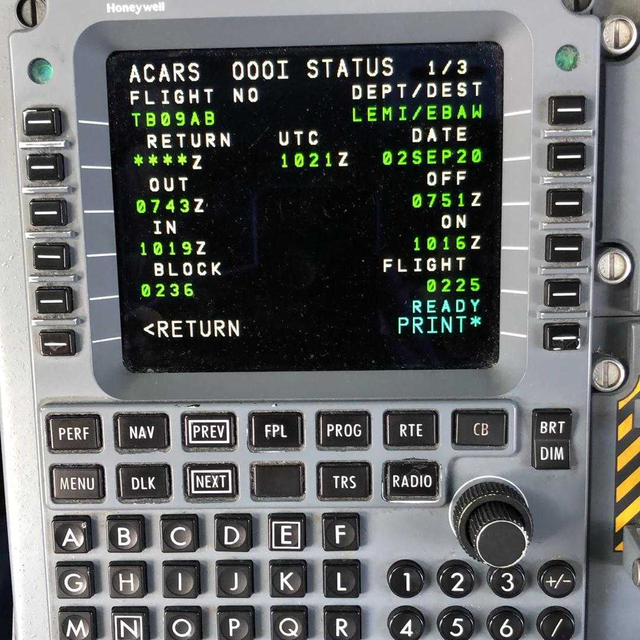 Honeywell
ACARS OOOI STATUS 1/3
FLIGHT NO DEPT/DEST
TB09AB LEMI/EBAW
RETURN UTC DATE
****Z 1021Z 02SEP20
OUT OFF
0743Z 0751Z
IN ON
1019Z 1016Z
BLOCK FLIGHT
0236 0225
READY
<RETURN PRINT*
PERF NAV PREV FPL PROG RTE CB BRT
DIM
MENU DLK NEXT TRS RADIO
A B C D E F
G H I J K L 1 2 3 +/-
M N O P Q R 4 5 6 /